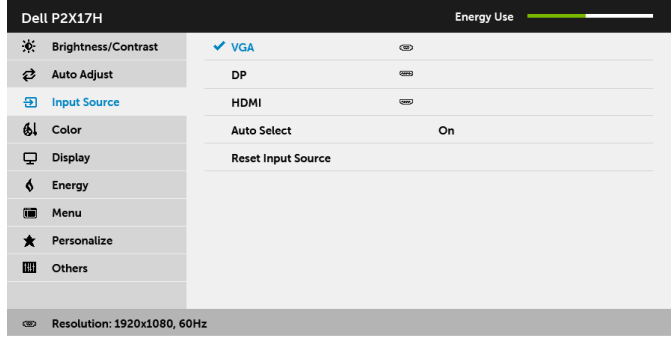 Dell P2X17H Energy Use
Brightness/Contrast VGA
Auto Adjust DP
Input Source HDMI
Color Auto Select On
Display Reset Input Source
Energy
Menu
Personalize
Others
Resolution: 1920x1080, 60Hz